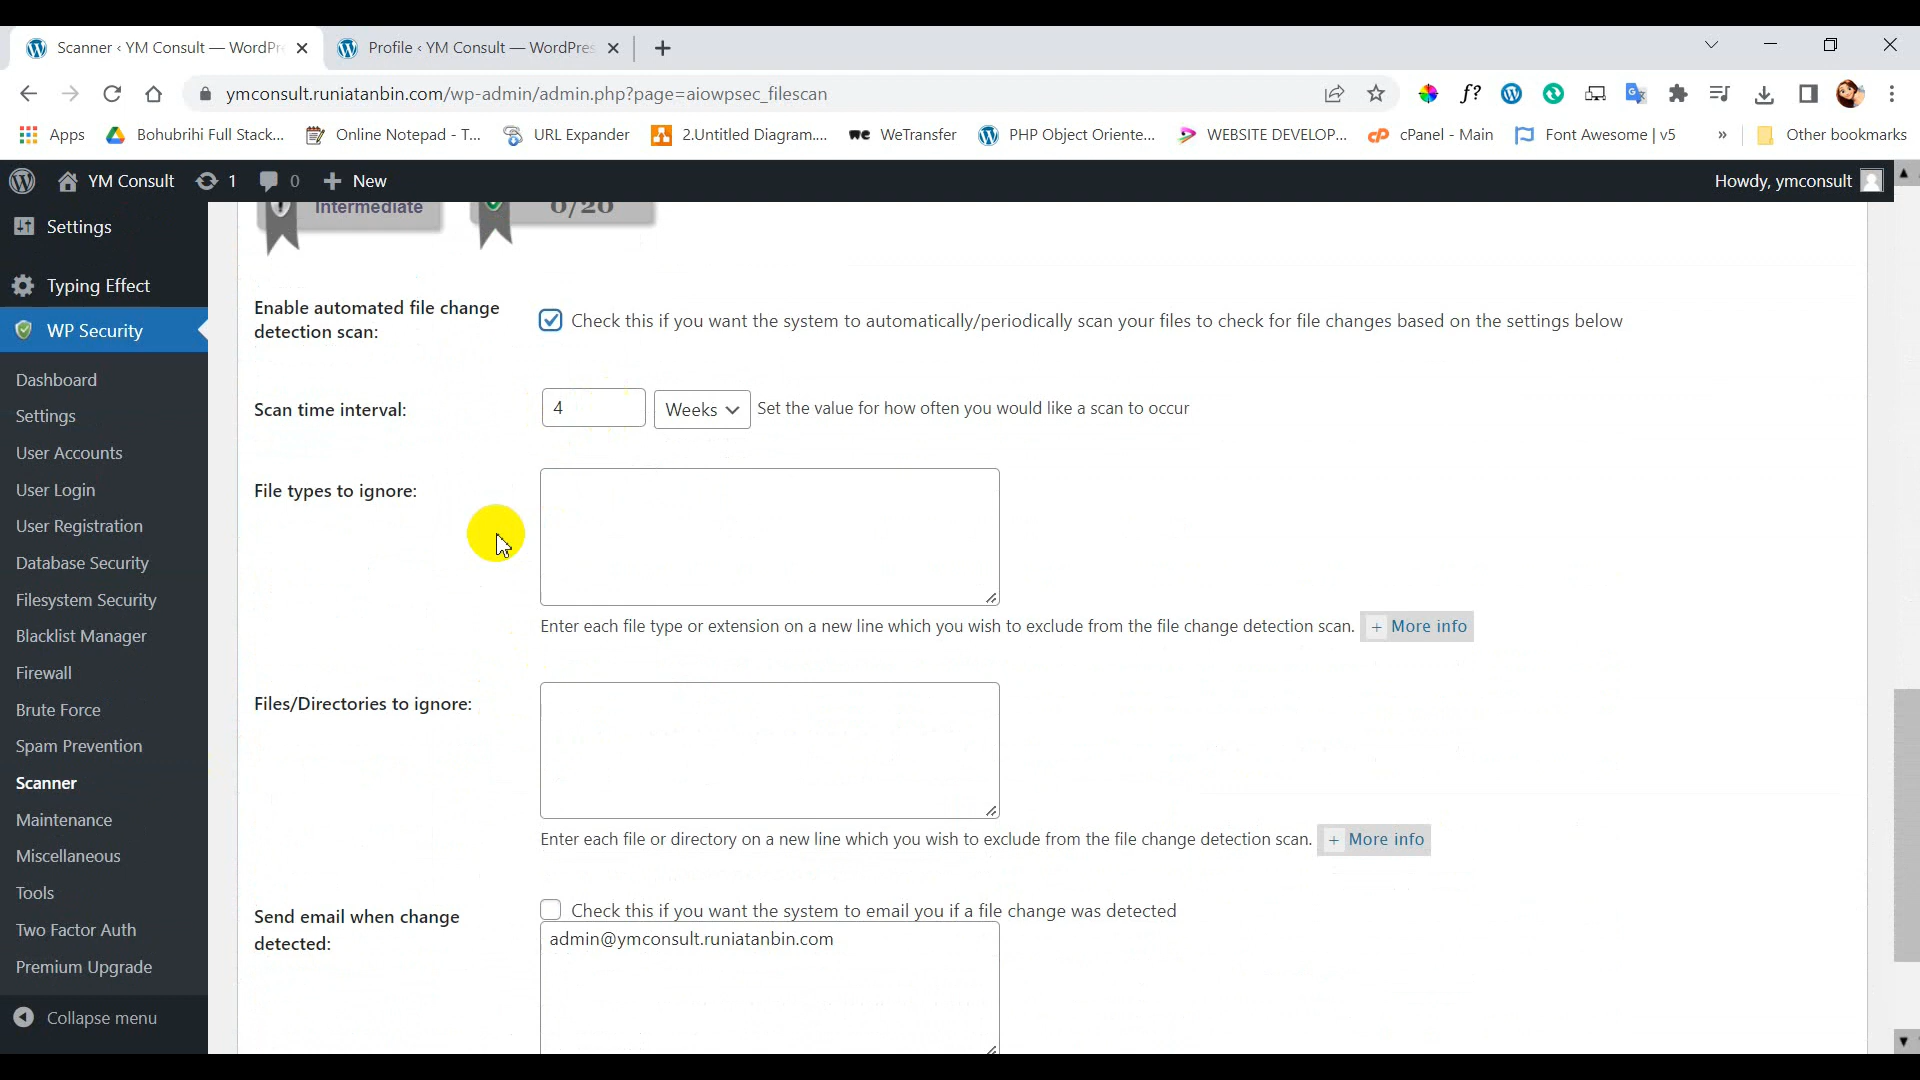 Scanner ‹ YM Consult — WordPr
Profile ‹ YM Consult — WordPres
ymconsult.runiatanbin.com/wp-admin/admin.php?page=aiowpsec_filescan
f?
Apps
Bohubrihi Full Stack...
Online Notepad - T...
URL Expander
2.Untitled Diagram....
WeTransfer
PHP Object Oriente...
WEBSITE DEVELOP...
cPanel - Main
Font Awesome | v5
»
Other bookmarks
YM Consult
1
0
New
Howdy, ymconsult
Settings
Typing Effect
WP Security
Dashboard
Settings
User Accounts
User Login
User Registration
Database Security
Filesystem Security
Blacklist Manager
Firewall
Brute Force
Spam Prevention
Scanner
Maintenance
Miscellaneous
Tools
Two Factor Auth
Premium Upgrade
Collapse menu
Intermediate
0/20
Enable automated file change
detection scan:
Check this if you want the system to automatically/periodically scan your files to check for file changes based on the settings below
Scan time interval:
4
Weeks
Set the value for how often you would like a scan to occur
File types to ignore:
Enter each file type or extension on a new line which you wish to exclude from the file change detection scan.
+ More info
Files/Directories to ignore:
Enter each file or directory on a new line which you wish to exclude from the file change detection scan.
+ More info
Send email when change
detected:
Check this if you want the system to email you if a file change was detected
admin@ymconsult.runiatanbin.com